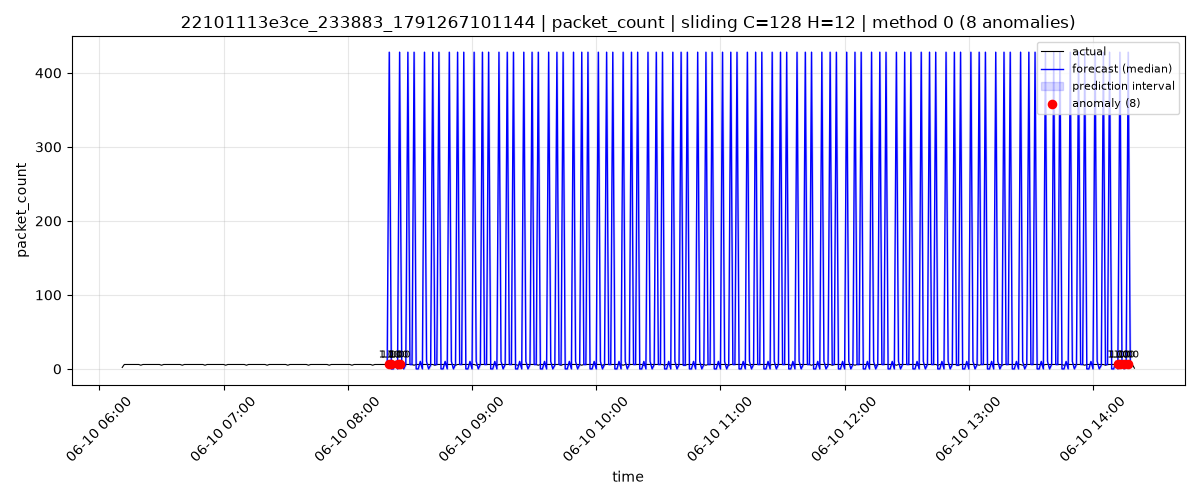 22101113e3ce_233883_1791267101144 | packet_count | sliding C=128 H=12 | method 0 (8 anomalies)
actual
forecast (median)
prediction interval
anomaly (8)
packet_count
400
300
200
100
0
06-10 06:00
06-10 07:00
06-10 08:00
06-10 09:00
06-10 10:00
06-10 11:00
06-10 12:00
06-10 13:00
06-10 14:00
time